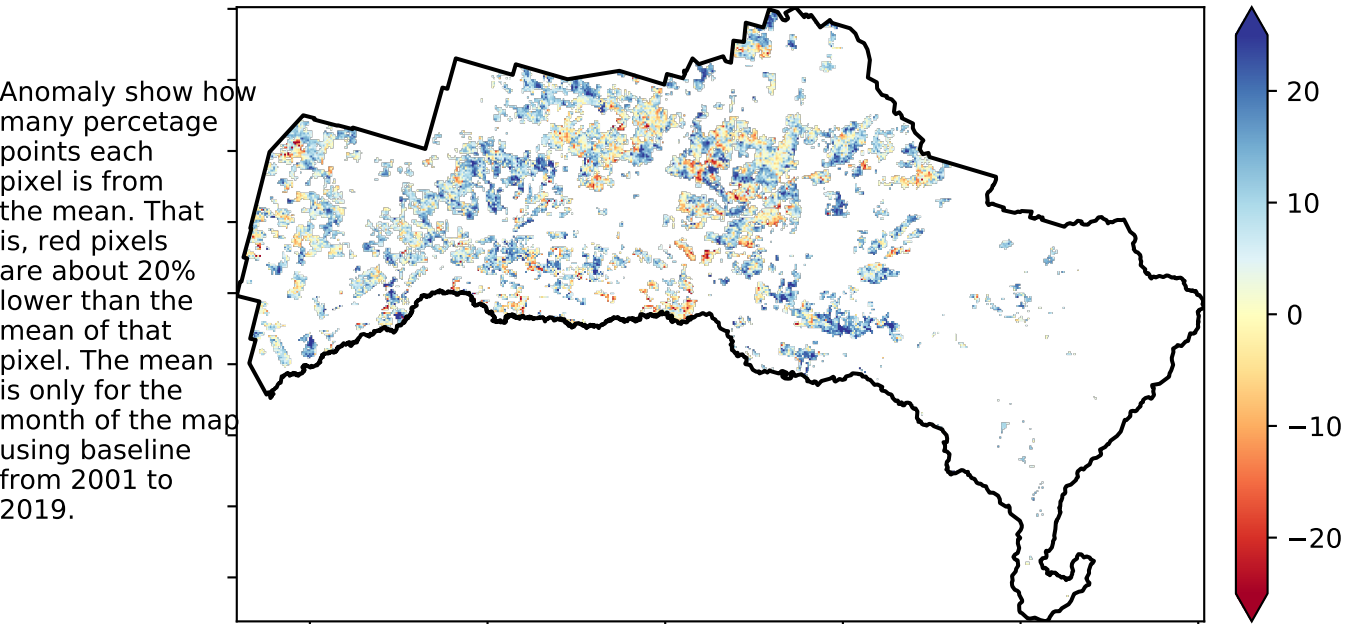 Anomaly show how
many percetage
points each
pixel is from
the mean. That
is, red pixels
are about 20%
lower than the
mean of that
pixel. The mean
is only for the
month of the map
using baseline
from 2001 to
2019.
20
10
0
−10
−20